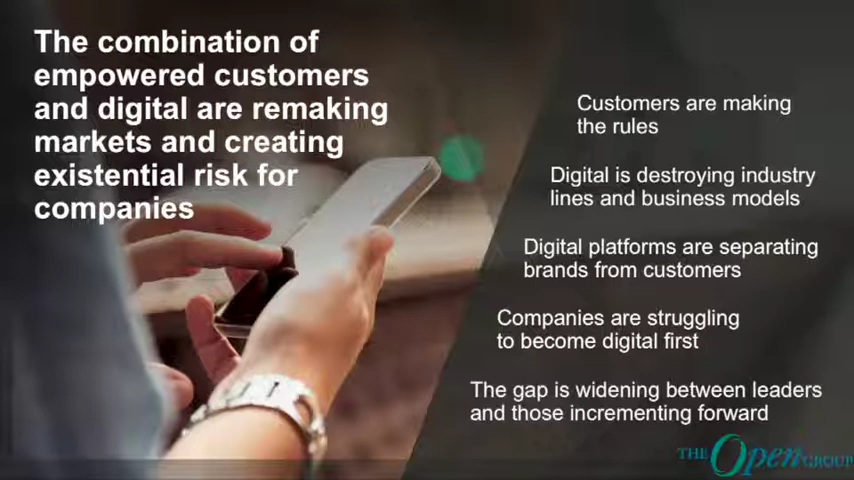 The combination of
empowered customers
and digital are remaking
markets and creating
existential risk for
companies
Customers are making
the rules
Digital is destroying industry
lines and business models
Digital platforms are separating
brands from customers
Companies are struggling
to become digital first
The gap is widening between leaders
and those incrementing forward
THE Open GROUP